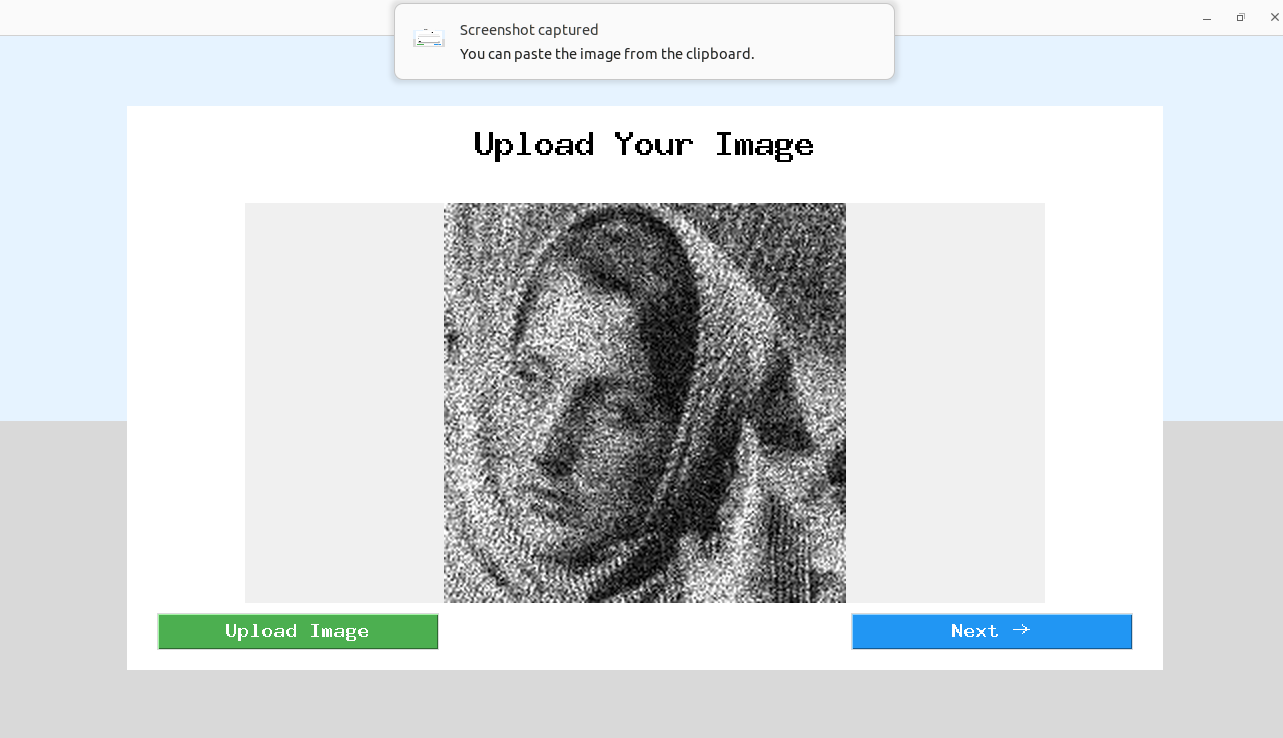 Screenshot captured
You can paste the image from the clipboard.
Upload Your Image
Upload Image
Next →